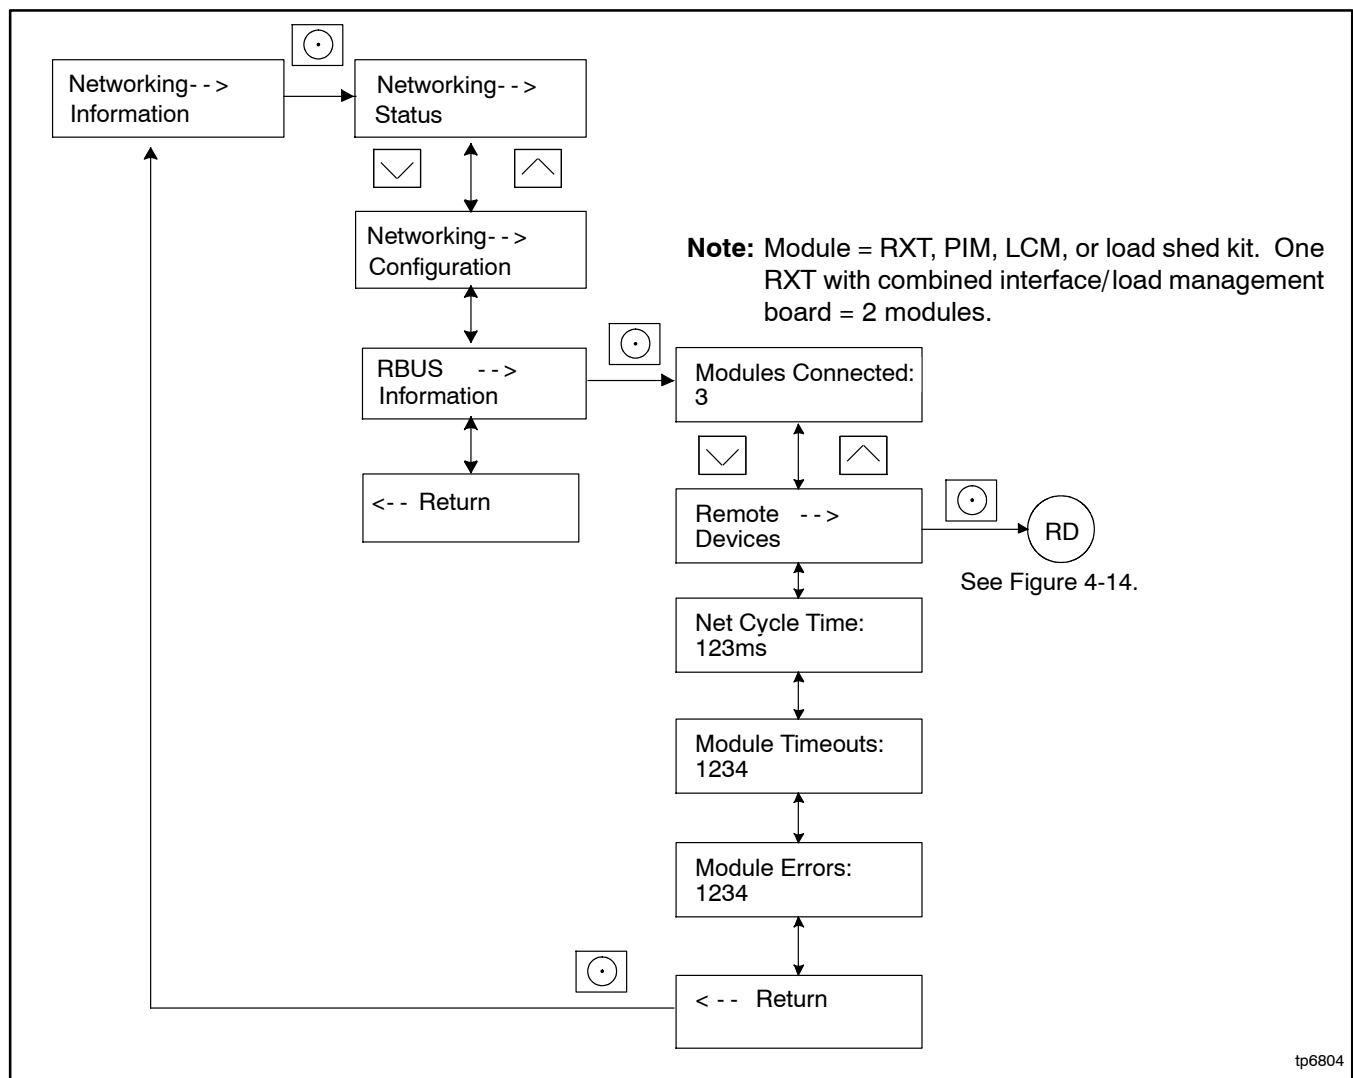 Networking-->
Information
Networking-->
Status
Networking-->
Configuration
Note: Module = RXT, PIM, LCM, or load shed kit. One
RXT with combined interface/load management
board = 2 modules.
RBUS -->
Information
Modules Connected:
3
<-- Return
Remote -->
Devices
RD
See Figure 4-14.
Net Cycle Time:
123ms
Module Timeouts:
1234
Module Errors:
1234
<-- Return
tp6804